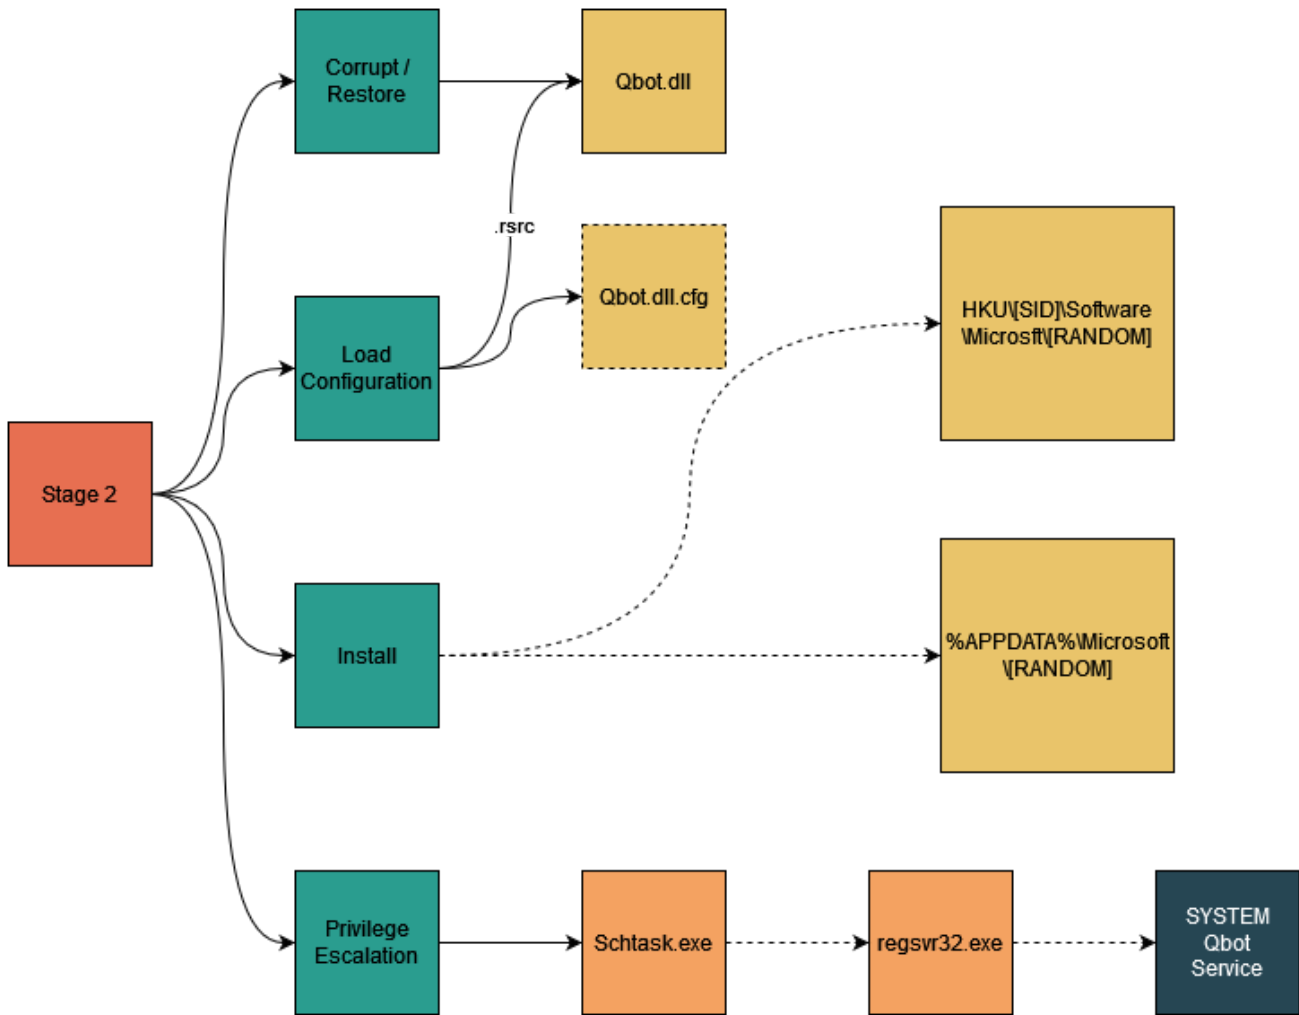 Corrupt /
Restore
Qbot.dll
.rsrc
Qbot.dll.cfg
HKU\[SID]\Software
\Microsft\[RANDOM]
Load
Configuration
Stage 2
Install
%APPDATA%\Microsoft
\[RANDOM]
Privilege
Escalation
Schtask.exe
regsvr32.exe
SYSTEM
Qbot
Service